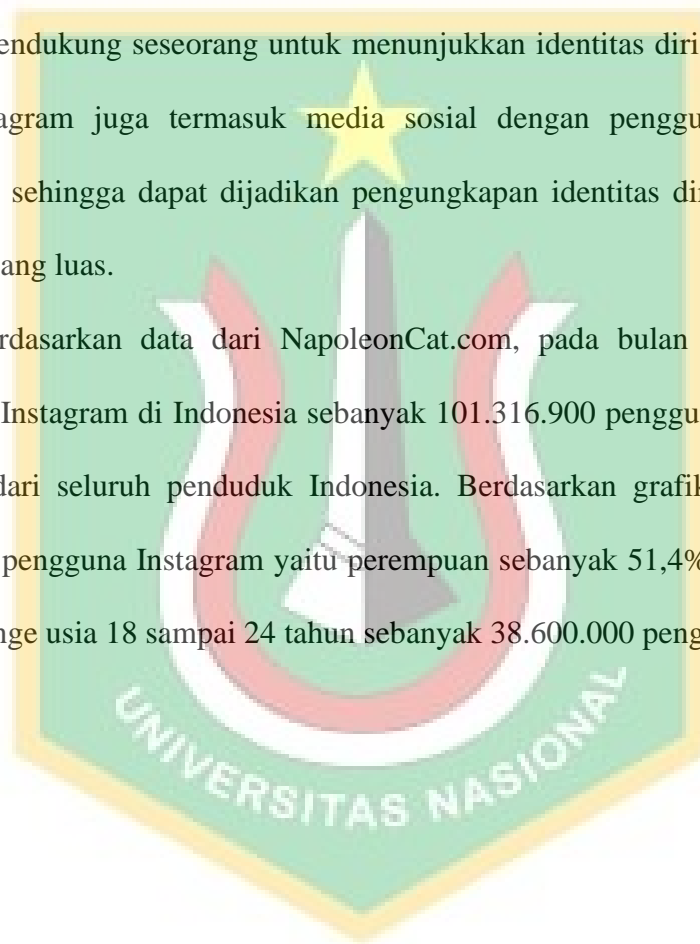 endukung seseorang untuk menunjukkan identitas diri
agram juga termasuk media sosial dengan penggu
sehingga dapat dijadikan pengungkapan identitas di
ang luas.
rdasarkan data dari NapoleonCat.com, pada bulan
Instagram di Indonesia sebanyak 101.316.900 penggu
dari seluruh penduduk Indonesia. Berdasarkan grafik
pengguna Instagram yaitu perempuan sebanyak 51,4%
nge usia 18 sampai 24 tahun sebanyak 38.600.000 peng
UNIVERSITAS NASIONAL